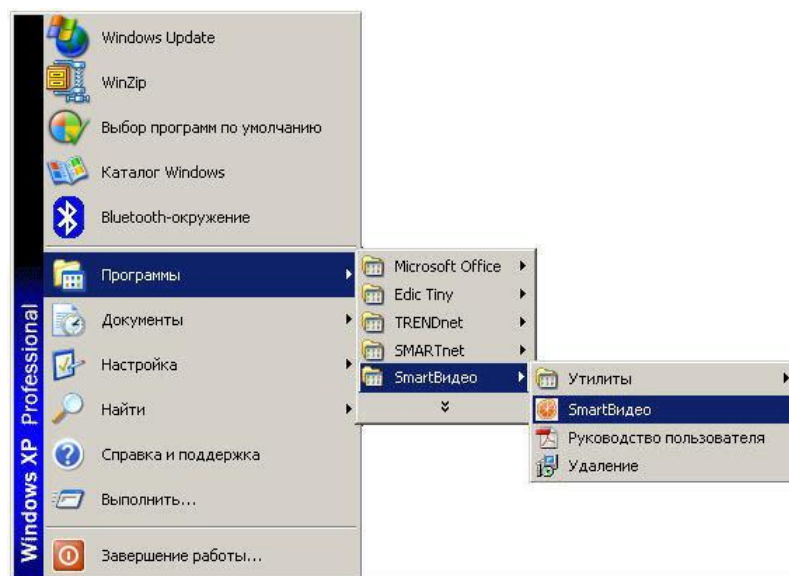 Windows Update
WinZip
Выбор программ по умолчанию
Каталог Windows
Bluetooth-окружение
Программы
Документы
Настройка
Найти
Справка и поддержка
Выполнить...
Завершение работы...
Windows XP Professional
Microsoft Office
Edic Tiny
TRENDnet
SMARTnet
SmartВидео
Утилиты
SmartВидео
Руководство пользователя
Удаление